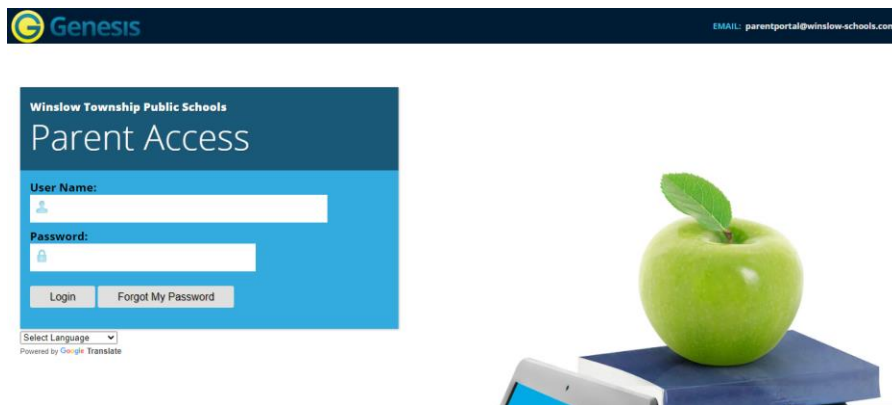 Genesis
EMAIL: parentportal@winslow-schools.com
Winslow Township Public Schools
Parent Access
User Name:
Password:
Login Forgot My Password
Select Language
Powered by Google Translate